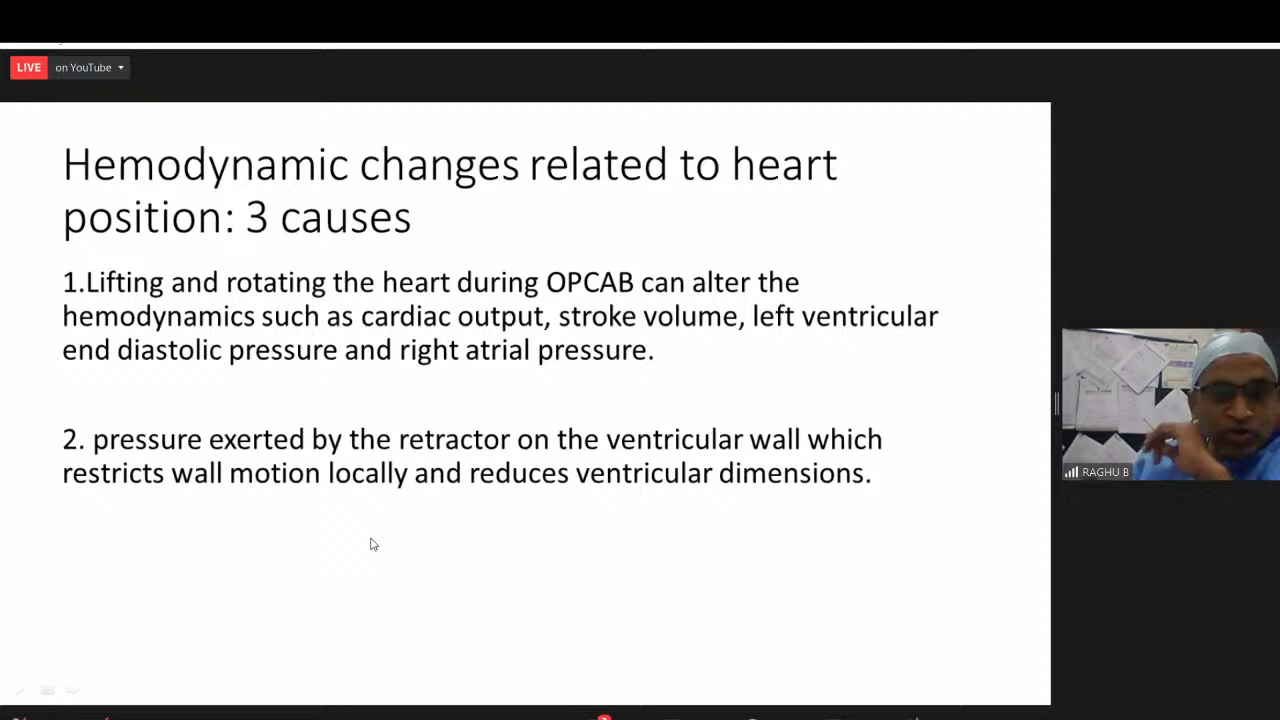 LIVE on YouTube
Hemodynamic changes related to heart
position: 3 causes
1.Lifting and rotating the heart during OPCAB can alter the
hemodynamics such as cardiac output, stroke volume, left ventricular
end diastolic pressure and right atrial pressure.
2. pressure exerted by the retractor on the ventricular wall which
restricts wall motion locally and reduces ventricular dimensions.
RAGHU B